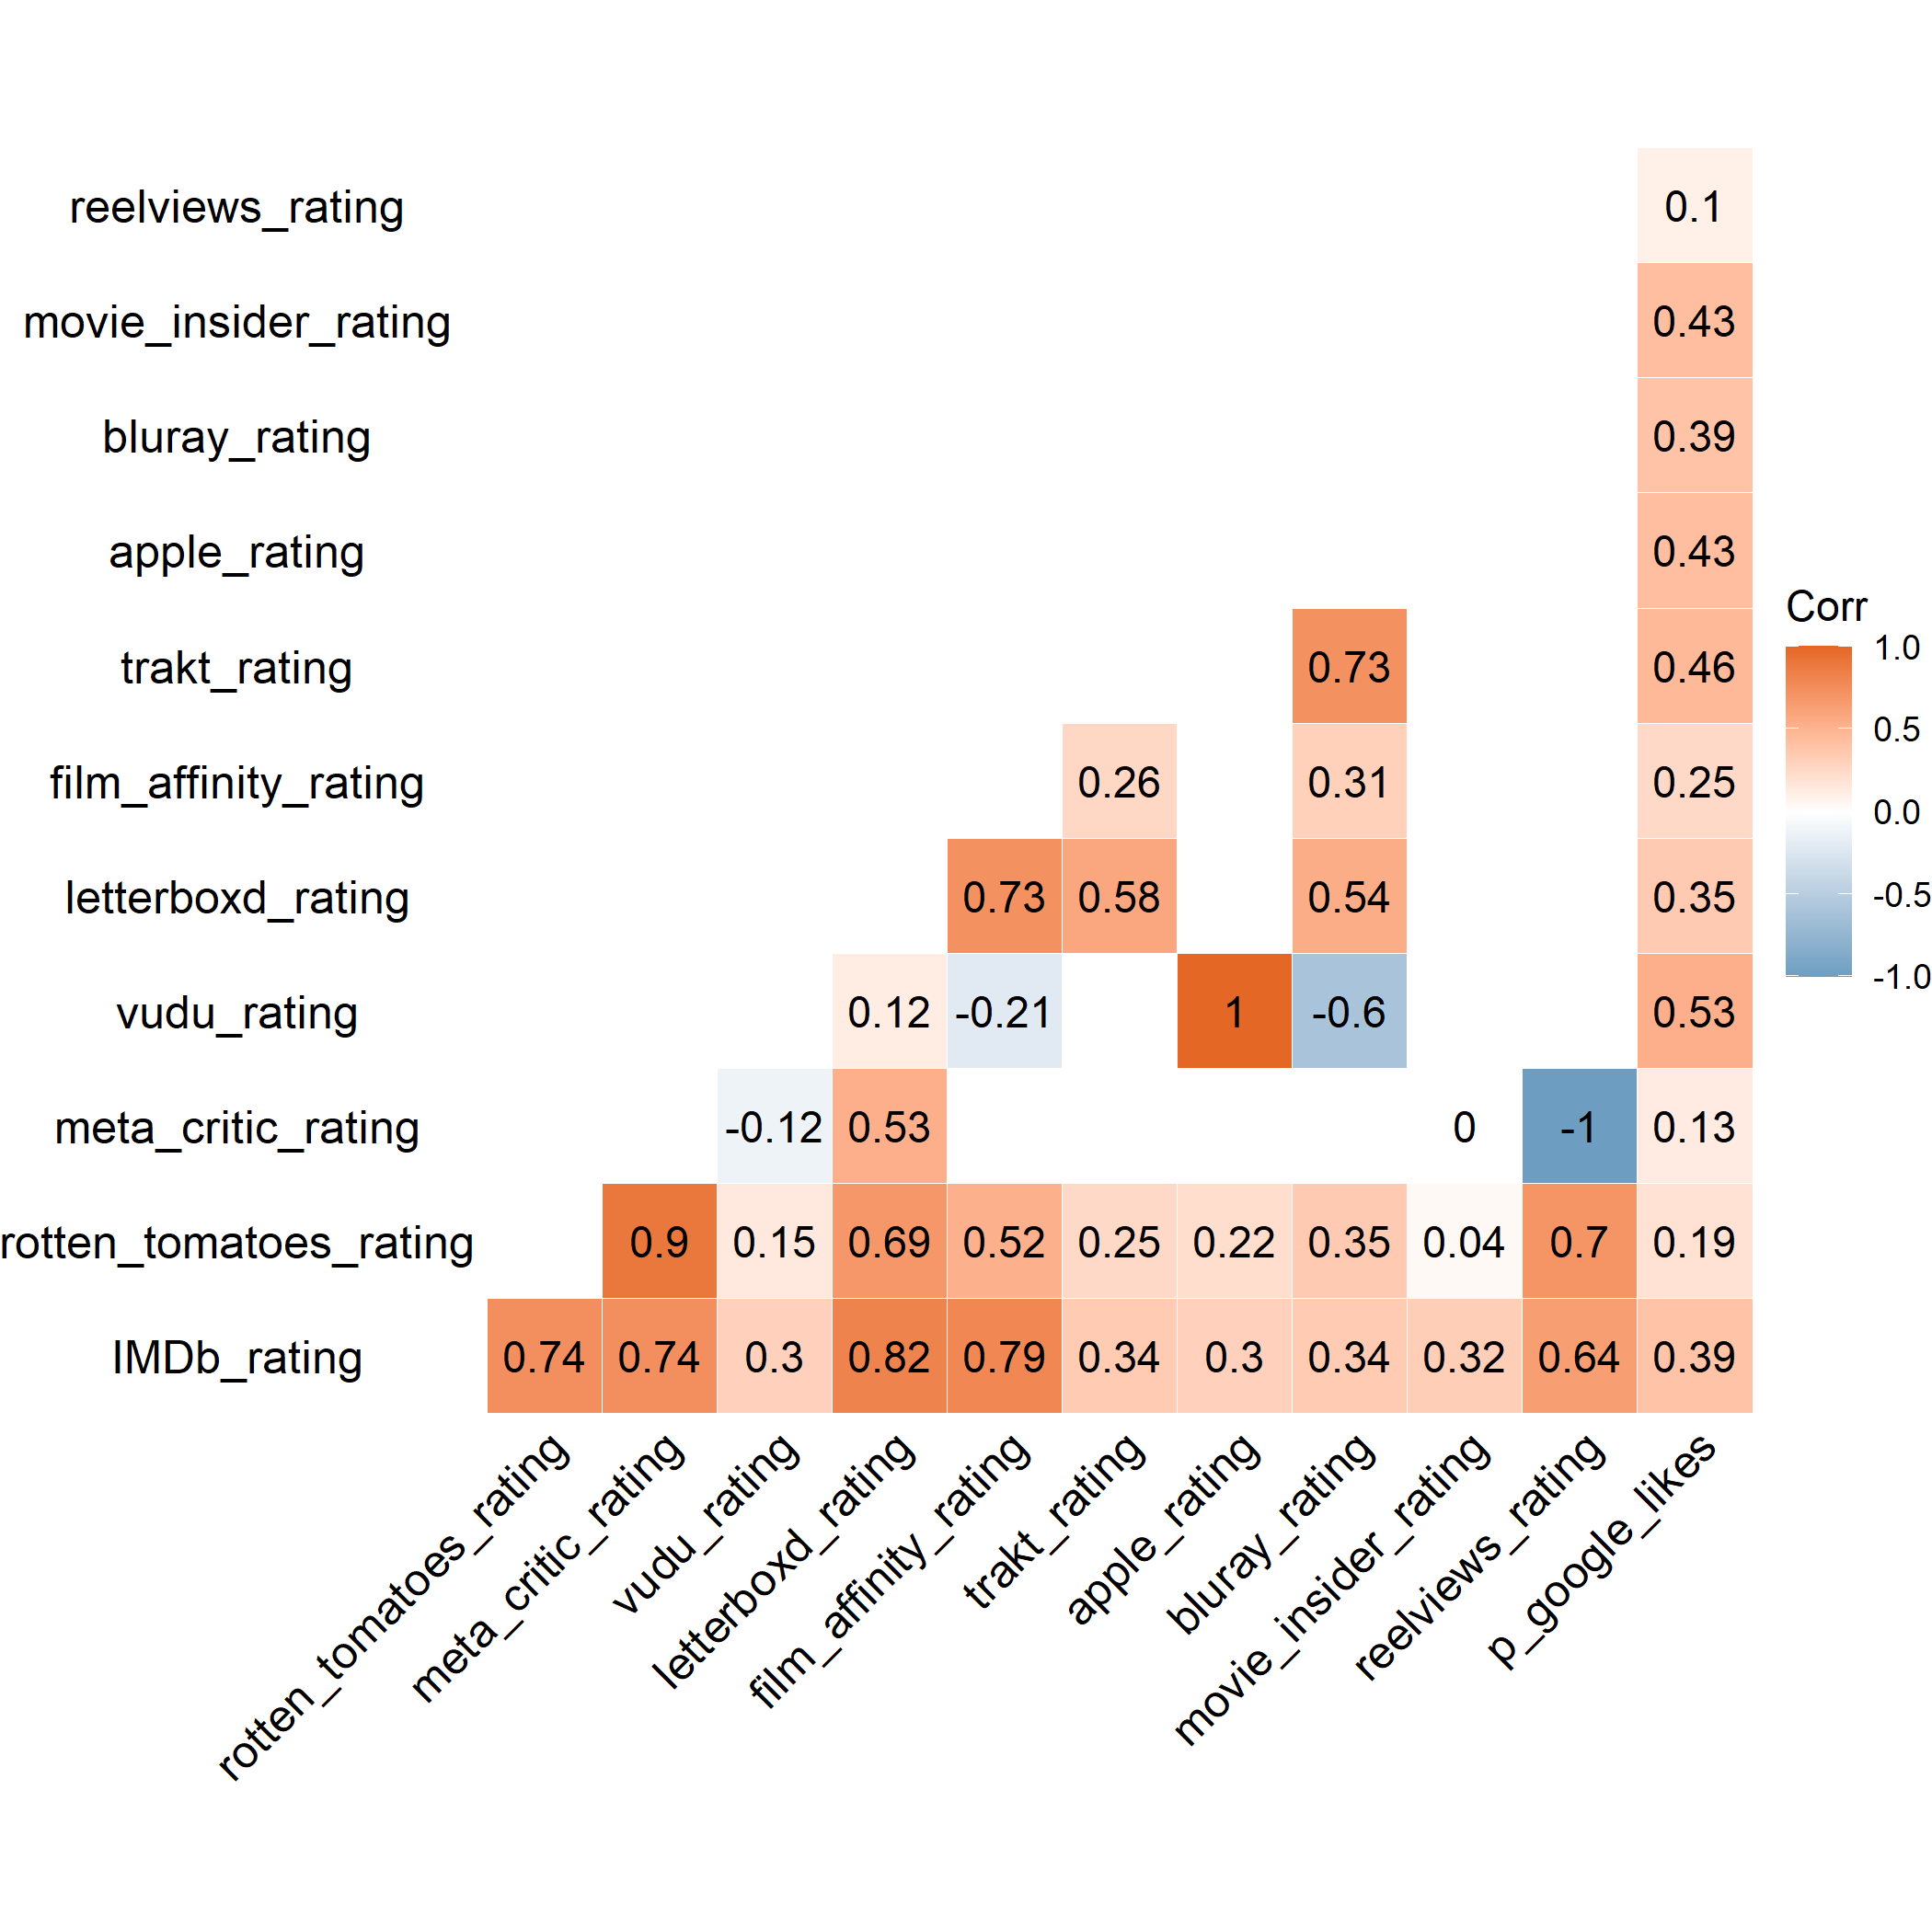 reelviews_rating 0.1
movie_insider_rating 0.43
bluray_rating 0.39
apple_rating 0.43
trakt_rating 0.73 0.46
film_affinity_rating 0.26 0.31 0.25
letterboxd_rating 0.73 0.58 0.54 0.35
vudu_rating 0.12 -0.21 1 -0.6 0.53
meta_critic_rating -0.12 0.53 0 -1 0.13
rotten_tomatoes_rating 0.9 0.15 0.69 0.52 0.25 0.22 0.35 0.04 0.7 0.19
IMDb_rating 0.74 0.74 0.3 0.82 0.79 0.34 0.3 0.34 0.32 0.64 0.39
rotten_tomatoes_rating
meta_critic_rating
vudu_rating
letterboxd_rating
film_affinity_rating
trakt_rating
apple_rating
bluray_rating
movie_insider_rating
reelviews_rating
p_google_likes
Corr
1.0
0.5
0.0
-0.5
-1.0